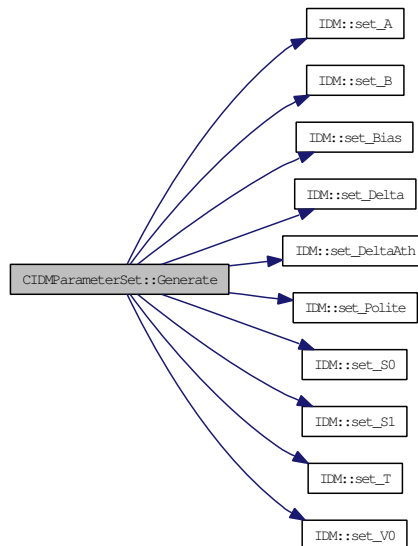 IDM::set_A
IDM::set_B
IDM::set_Bias
IDM::set_Delta
IDM::set_DeltaAth
CIDMParameterSet::Generate
IDM::set_Polite
IDM::set_S0
IDM::set_S1
IDM::set_T
IDM::set_V0